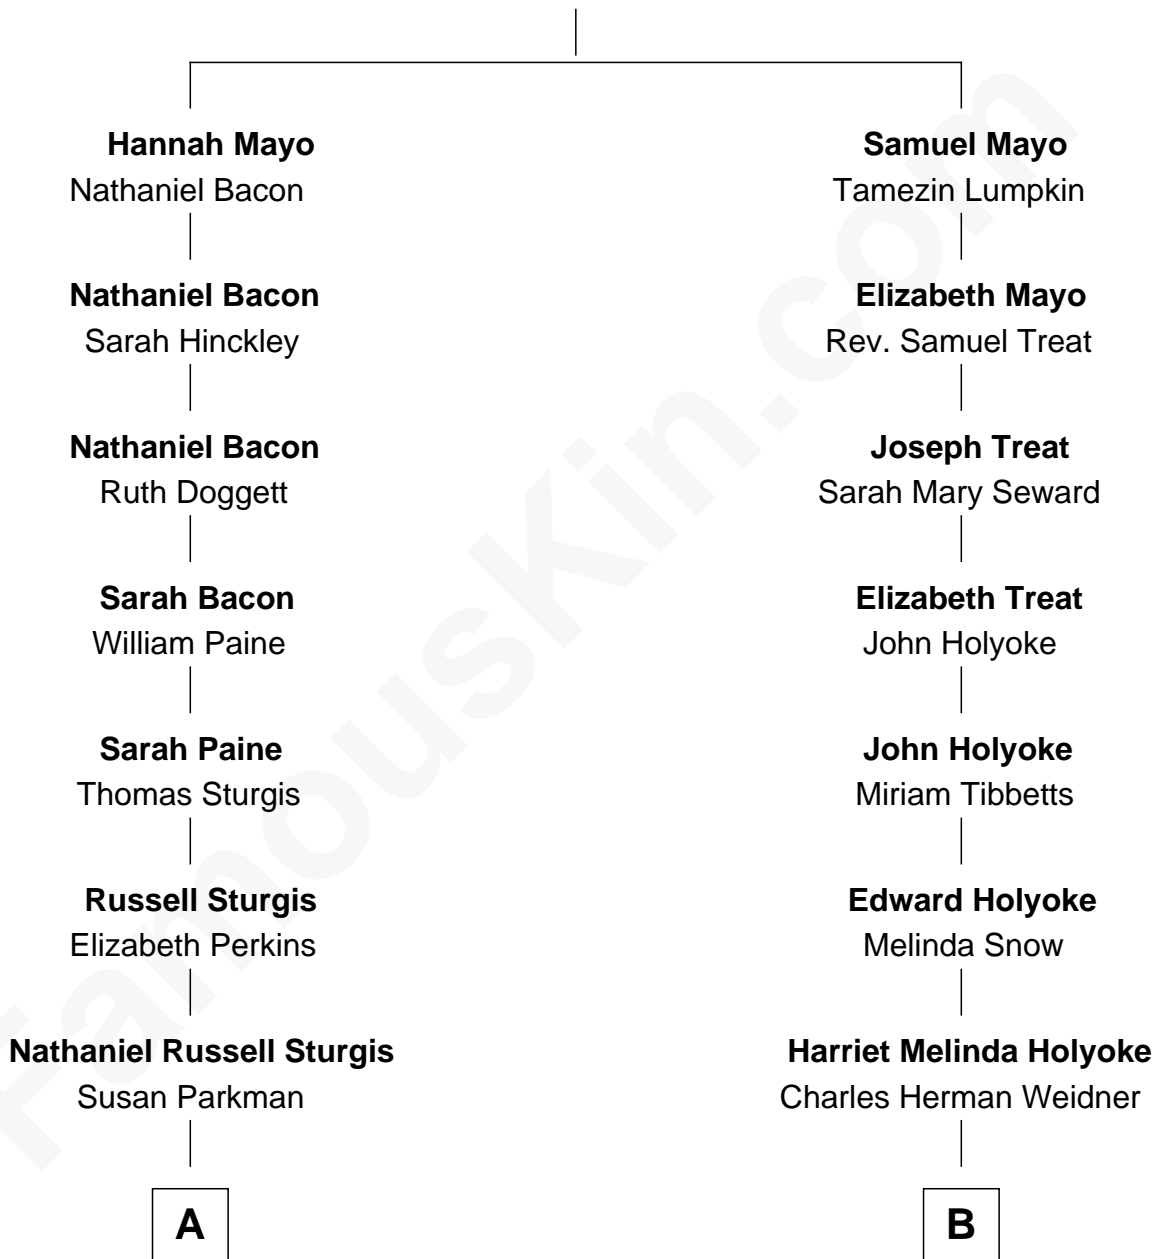 Hannah Mayo
Nathaniel Bacon
Nathaniel Bacon
Sarah Hinckley
Nathaniel Bacon
Ruth Doggett
Sarah Bacon
William Paine
Sarah Paine
Thomas Sturgis
Russell Sturgis
Elizabeth Perkins
Nathaniel Russell Sturgis
Susan Parkman
A
Samuel Mayo
Tamezin Lumpkin
Elizabeth Mayo
Rev. Samuel Treat
Joseph Treat
Sarah Mary Seward
Elizabeth Treat
John Holyoke
John Holyoke
Miriam Tibbetts
Edward Holyoke
Melinda Snow
Harriet Melinda Holyoke
Charles Herman Weidner
B
FamousKin.com